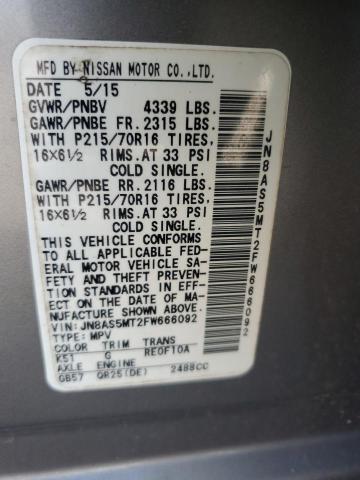 MFD BY NISSAN MOTOR CO., LTD.
DATE 5/15
GVWR/PNBV 4339 LBS.
GAWR/PNBE FR. 2315 LBS.
WITH P215/70R16 TIRES,
16×6½ RIMS. AT 33 PSI
COLD SINGLE.
GAWR/PNBE RR. 2116 LBS.
WITH P215/70R16 TIRES,
16×6½ RIMS. AT 33 PSI
COLD SINGLE.
THIS VEHICLE CONFORMS
TO ALL APPLICABLE FED-
ERAL MOTOR VEHICLE SA-
FETY AND THEFT PREVEN-
TION STANDARDS IN EFF-
ECT ON THE DATE OF MA-
NUFACTURE SHOWN ABOVE.
VIN: JN8AS5MT2FW666092
TYPE: MPV
COLOR TRIM TRANS
K51 G RE0F10A
AXLE ENGINE
GB57 QR25(DE) 2488CC
JN8AS5MT2FW666092